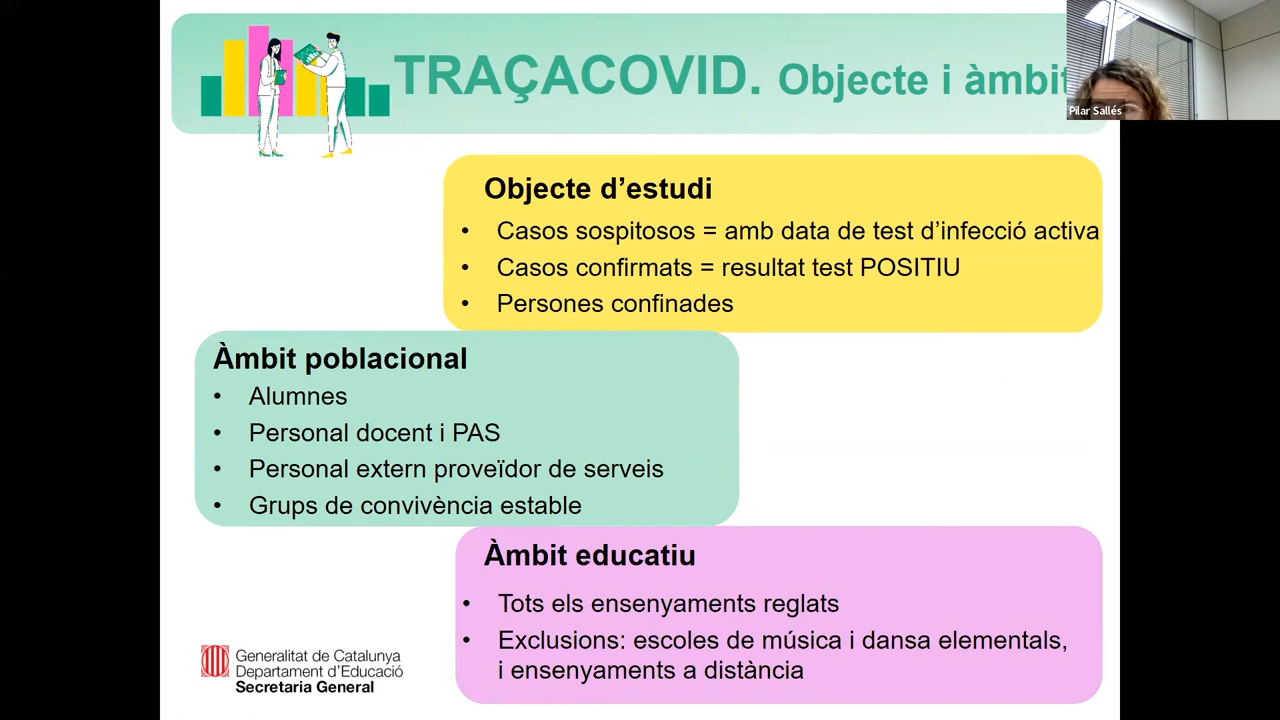 TRAÇACOVID. Objecte i àmbit
Pilar Sallés
Objecte d’estudi
• Casos sospitosos = amb data de test d’infecció activa
• Casos confirmats = resultat test POSITIU
• Persones confinades
Àmbit poblacional
• Alumnes
• Personal docent i PAS
• Personal extern proveïdor de serveis
• Grups de convivència estable
Àmbit educatiu
• Tots els ensenyaments reglats
• Exclusions: escoles de música i dansa elementals,
i ensenyaments a distància
Generalitat de Catalunya
Departament d’Educació
Secretaria General